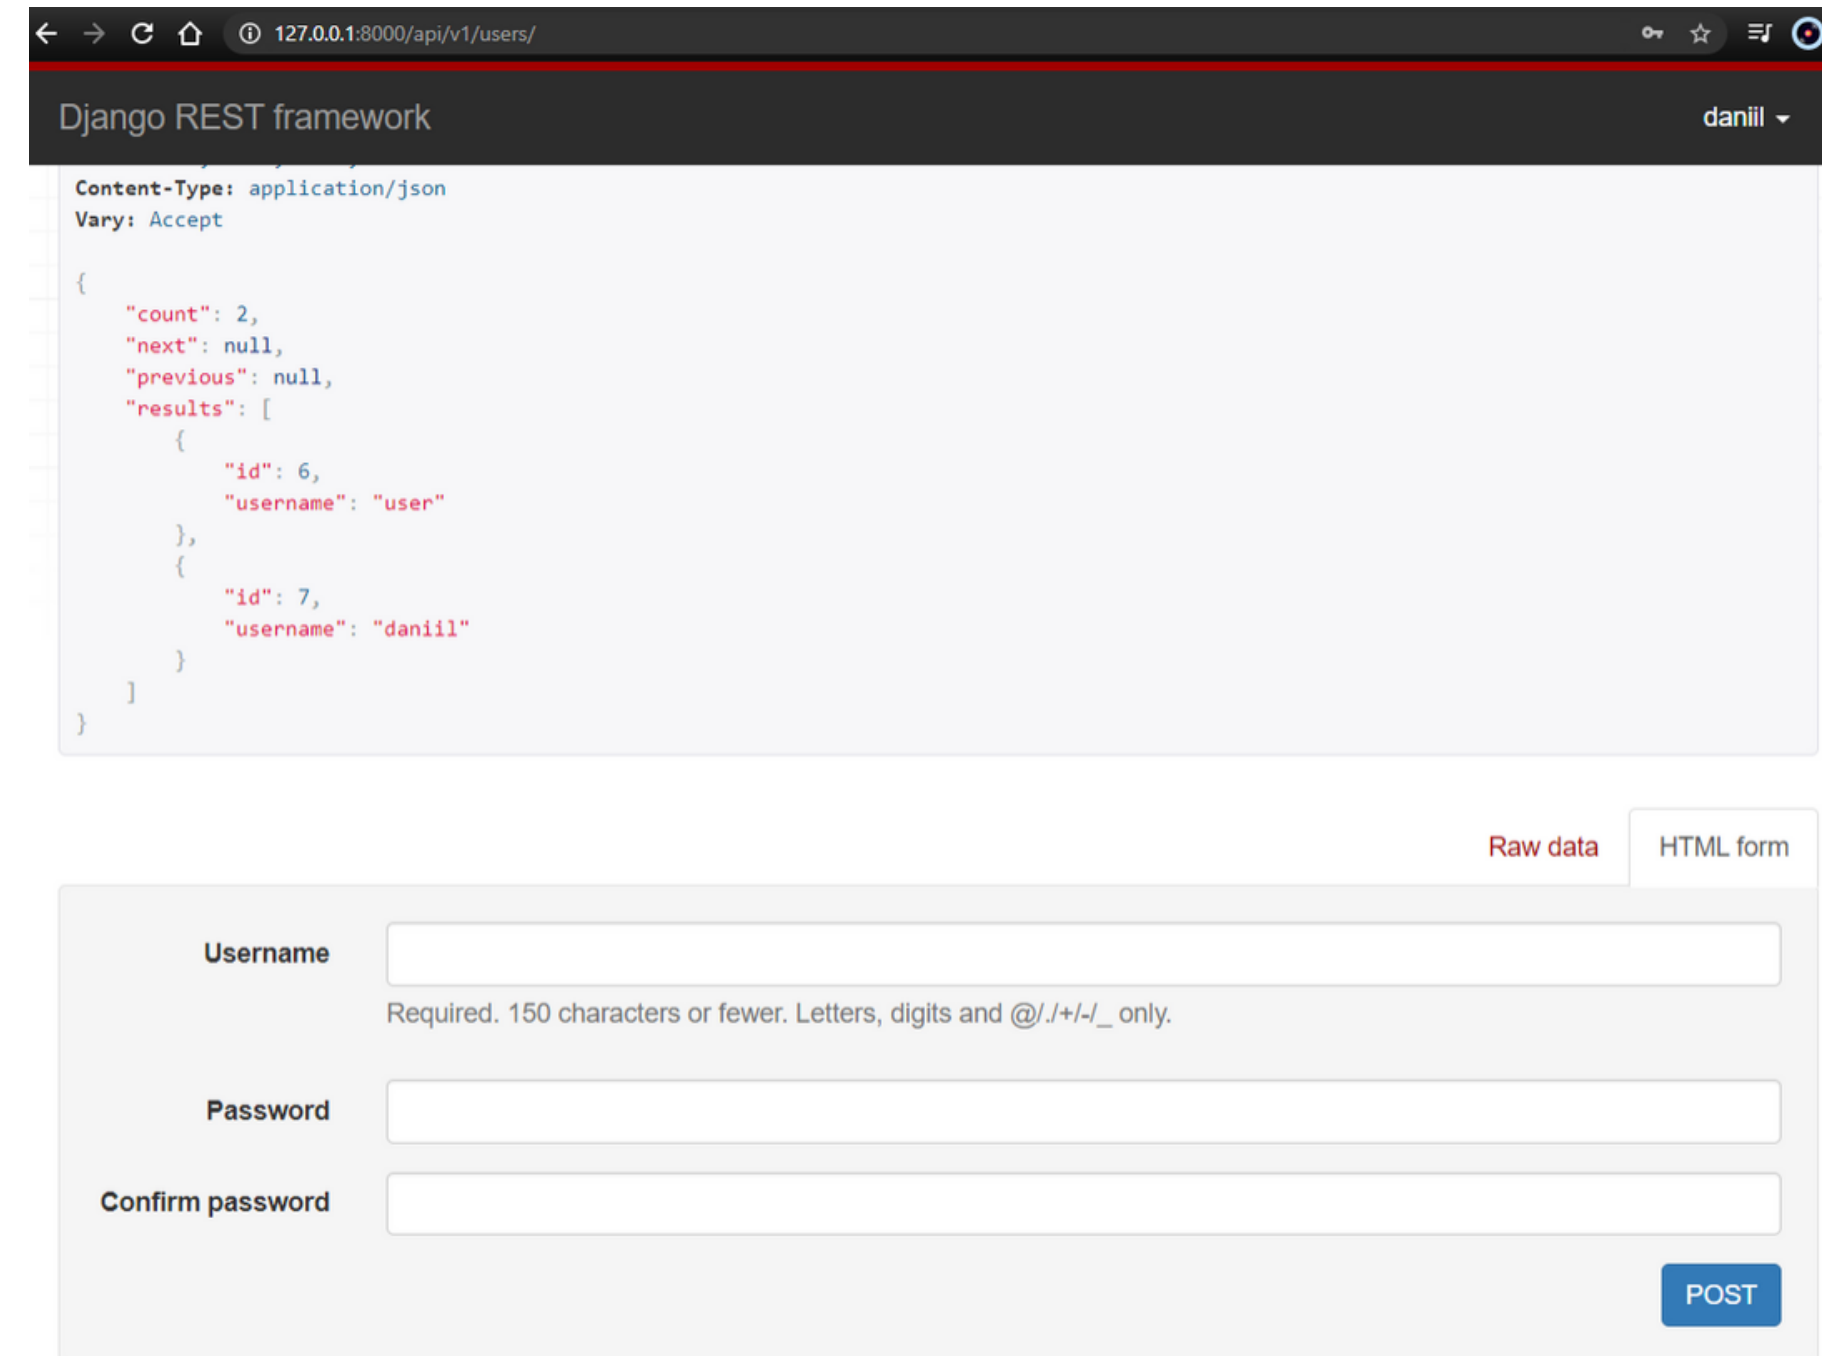 127.0.0.1:8000/api/v1/users/
Django REST framework
daniil
Content-Type: application/json
Vary: Accept
{
    "count": 2,
    "next": null,
    "previous": null,
    "results": [
        {
            "id": 6,
            "username": "user"
        },
        {
            "id": 7,
            "username": "daniil"
        }
    ]
}
Raw data
HTML form
Username
Required. 150 characters or fewer. Letters, digits and @/./+/-/_ only.
Password
Confirm password
POST